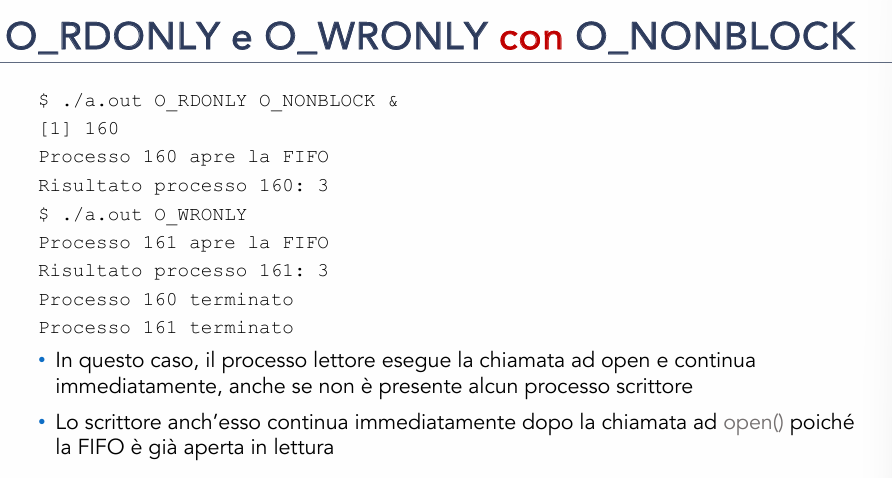 O_RDONLY e O_WRONLY con O_NONBLOCK
$ ./a.out O_RDONLY O_NONBLOCK &
[1] 160
Processo 160 apre la FIFO
Risultato processo 160: 3
$ ./a.out O_WRONLY
Processo 161 apre la FIFO
Risultato processo 161: 3
Processo 160 terminato
Processo 161 terminato
• In questo caso, il processo lettore esegue la chiamata ad open e continua
immediatamente, anche se non è presente alcun processo scrittore
• Lo scrittore anch’esso continua immediatamente dopo la chiamata ad open() poiché
la FIFO è già aperta in lettura